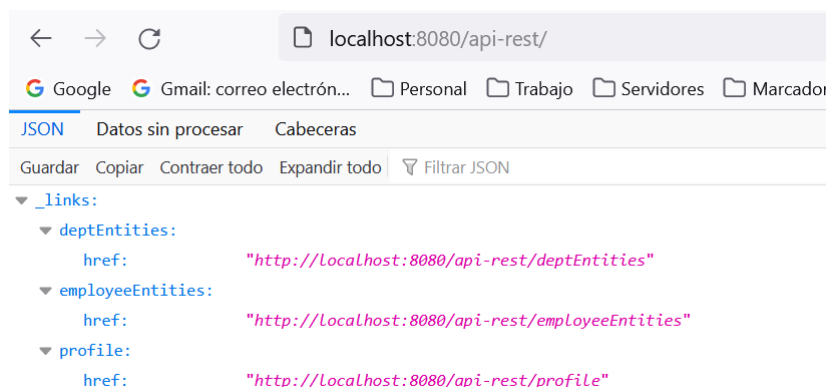 localhost:8080/api-rest/
Google Gmail: correo electrón... Personal Trabajo Servidores Marcador
JSON Datos sin procesar Cabeceras
Guardar Copiar Contraer todo Expandir todo Filtrar JSON
_links:
deptEntities:
href: "http://localhost:8080/api-rest/deptEntities"
employeeEntities:
href: "http://localhost:8080/api-rest/employeeEntities"
profile:
href: "http://localhost:8080/api-rest/profile"